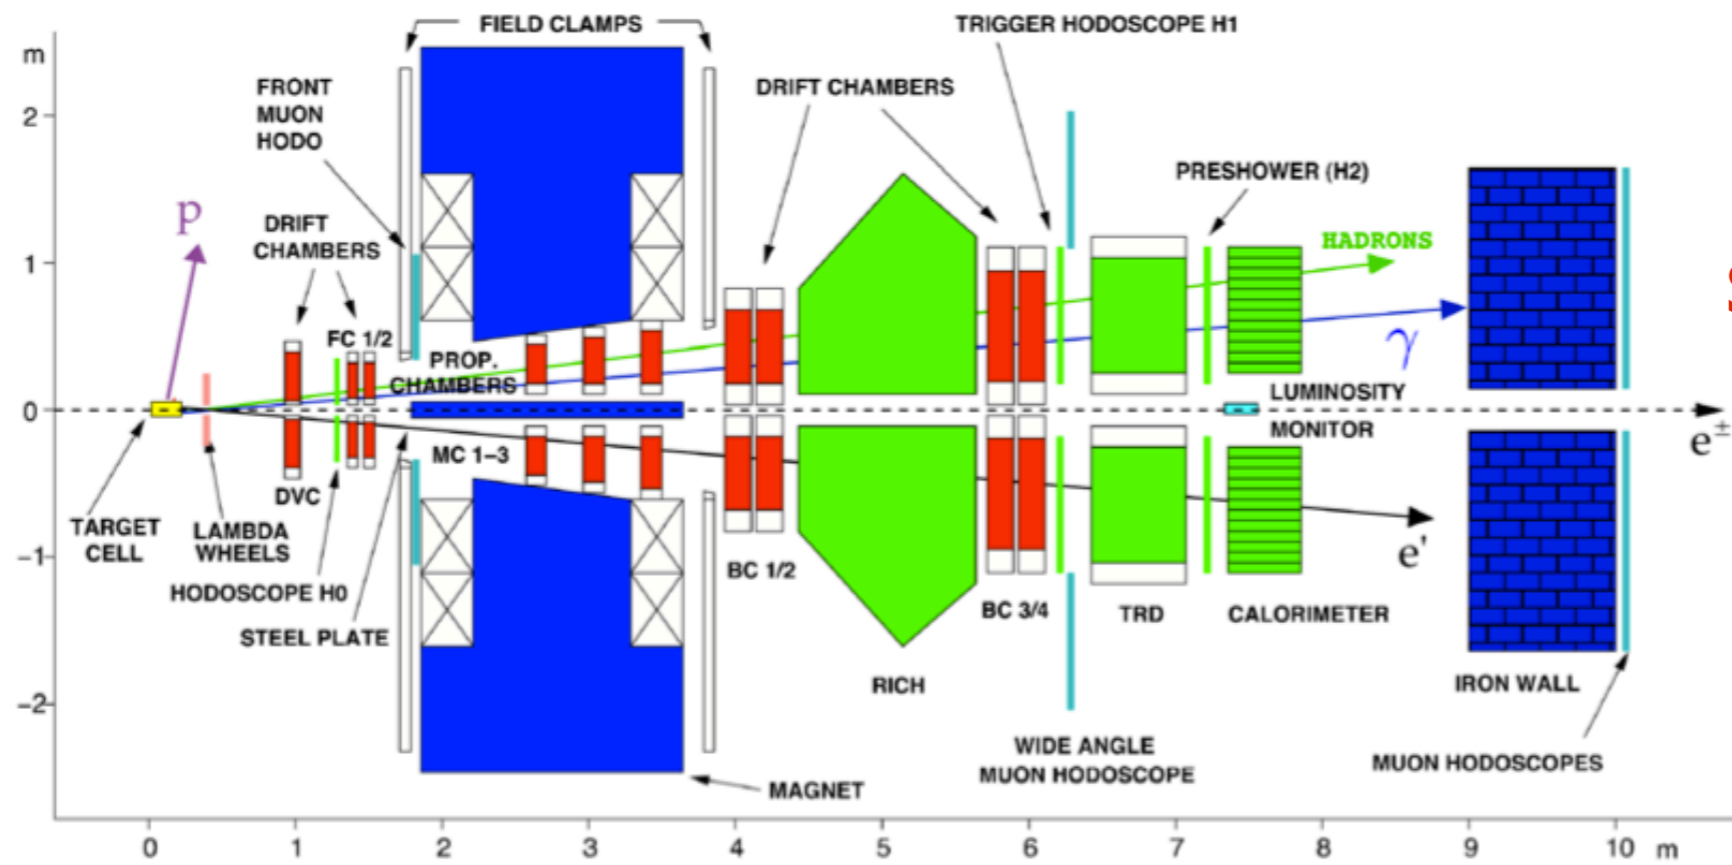 FIELD CLAMPS
TRIGGER HODOSCOPE H1
m
FRONT
MUON
HODO
DRIFT CHAMBERS
2
PRESHOWER (H2)
p
DRIFT
CHAMBERS
HADRONS
1
FC 1/2
PROP.
CHAMBERS
γ
LUMINOSITY
0
MONITOR
e±
MC 1–3
DVC
TARGET
CELL
LAMBDA
WHEELS
e'
–1
BC 1/2
HODOSCOPE H0
BC 3/4
TRD
CALORIMETER
STEEL PLATE
RICH
IRON WALL
–2
WIDE ANGLE
MUON HODOSCOPE
MUON HODOSCOPES
MAGNET
0 1 2 3 4 5 6 7 8 9 10 m